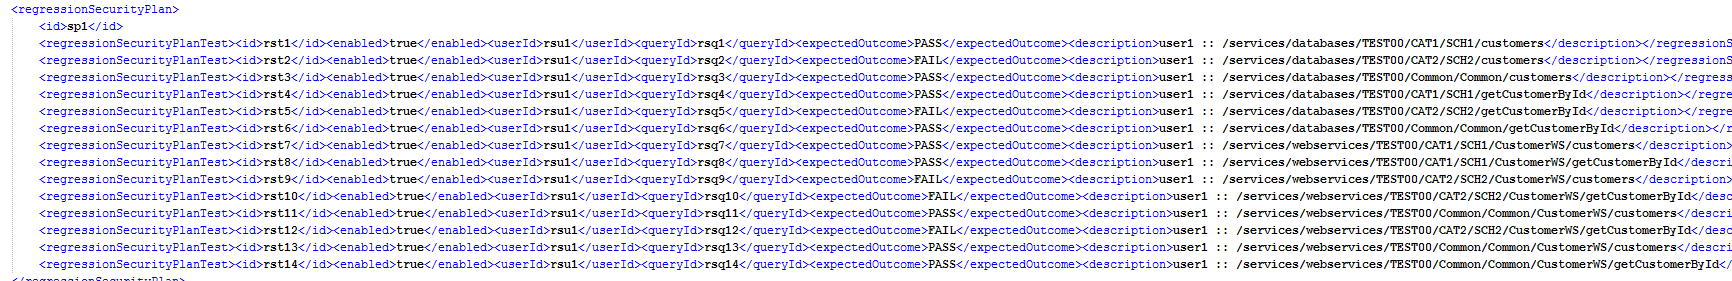 <regressionSecurityPlan>
<id>sp1</id>
<regressionSecurityPlanTest><id>rst1</id><enabled>true</enabled><userId>rsu1</userId><queryId>rsq1</queryId><expectedOutcome>PASS</expectedOutcome><description>user1 :: /services/databases/TEST00/CAT1/SCH1/customers</description></regressionS
<regressionSecurityPlanTest><id>rst2</id><enabled>true</enabled><userId>rsu1</userId><queryId>rsq2</queryId><expectedOutcome>FAIL</expectedOutcome><description>user1 :: /services/databases/TEST00/CAT2/SCH2/customers</description></regressionS
<regressionSecurityPlanTest><id>rst3</id><enabled>true</enabled><userId>rsu1</userId><queryId>rsq3</queryId><expectedOutcome>PASS</expectedOutcome><description>user1 :: /services/databases/TEST00/Common/Common/customers</description></regress
<regressionSecurityPlanTest><id>rst4</id><enabled>true</enabled><userId>rsu1</userId><queryId>rsq4</queryId><expectedOutcome>PASS</expectedOutcome><description>user1 :: /services/databases/TEST00/CAT1/SCH1/getCustomerById</description></regre
<regressionSecurityPlanTest><id>rst5</id><enabled>true</enabled><userId>rsu1</userId><queryId>rsq5</queryId><expectedOutcome>FAIL</expectedOutcome><description>user1 :: /services/databases/TEST00/CAT2/SCH2/getCustomerById</description></regre
<regressionSecurityPlanTest><id>rst6</id><enabled>true</enabled><userId>rsu1</userId><queryId>rsq6</queryId><expectedOutcome>PASS</expectedOutcome><description>user1 :: /services/databases/TEST00/Common/Common/getCustomerById</description></r
<regressionSecurityPlanTest><id>rst7</id><enabled>true</enabled><userId>rsu1</userId><queryId>rsq7</queryId><expectedOutcome>PASS</expectedOutcome><description>user1 :: /services/webservices/TEST00/CAT1/SCH1/CustomerWS/customers</description>
<regressionSecurityPlanTest><id>rst8</id><enabled>true</enabled><userId>rsu1</userId><queryId>rsq8</queryId><expectedOutcome>PASS</expectedOutcome><description>user1 :: /services/webservices/TEST00/CAT1/SCH1/CustomerWS/getCustomerById</descri
<regressionSecurityPlanTest><id>rst9</id><enabled>true</enabled><userId>rsu1</userId><queryId>rsq9</queryId><expectedOutcome>FAIL</expectedOutcome><description>user1 :: /services/webservices/TEST00/CAT2/SCH2/CustomerWS/customers</description>
<regressionSecurityPlanTest><id>rst10</id><enabled>true</enabled><userId>rsu1</userId><queryId>rsq10</queryId><expectedOutcome>FAIL</expectedOutcome><description>user1 :: /services/webservices/TEST00/CAT2/SCH2/CustomerWS/getCustomerById</desc
<regressionSecurityPlanTest><id>rst11</id><enabled>true</enabled><userId>rsu1</userId><queryId>rsq11</queryId><expectedOutcome>PASS</expectedOutcome><description>user1 :: /services/webservices/TEST00/Common/Common/CustomerWS/customers</descri
<regressionSecurityPlanTest><id>rst12</id><enabled>true</enabled><userId>rsu1</userId><queryId>rsq12</queryId><expectedOutcome>FAIL</expectedOutcome><description>user1 :: /services/webservices/TEST00/CAT2/SCH2/CustomerWS/getCustomerById</desc
<regressionSecurityPlanTest><id>rst13</id><enabled>true</enabled><userId>rsu1</userId><queryId>rsq13</queryId><expectedOutcome>PASS</expectedOutcome><description>user1 :: /services/webservices/TEST00/Common/Common/CustomerWS/customers</descri
<regressionSecurityPlanTest><id>rst14</id><enabled>true</enabled><userId>rsu1</userId><queryId>rsq14</queryId><expectedOutcome>PASS</expectedOutcome><description>user1 :: /services/webservices/TEST00/Common/Common/CustomerWS/getCustomerById</
</regressionSecurityPlan>